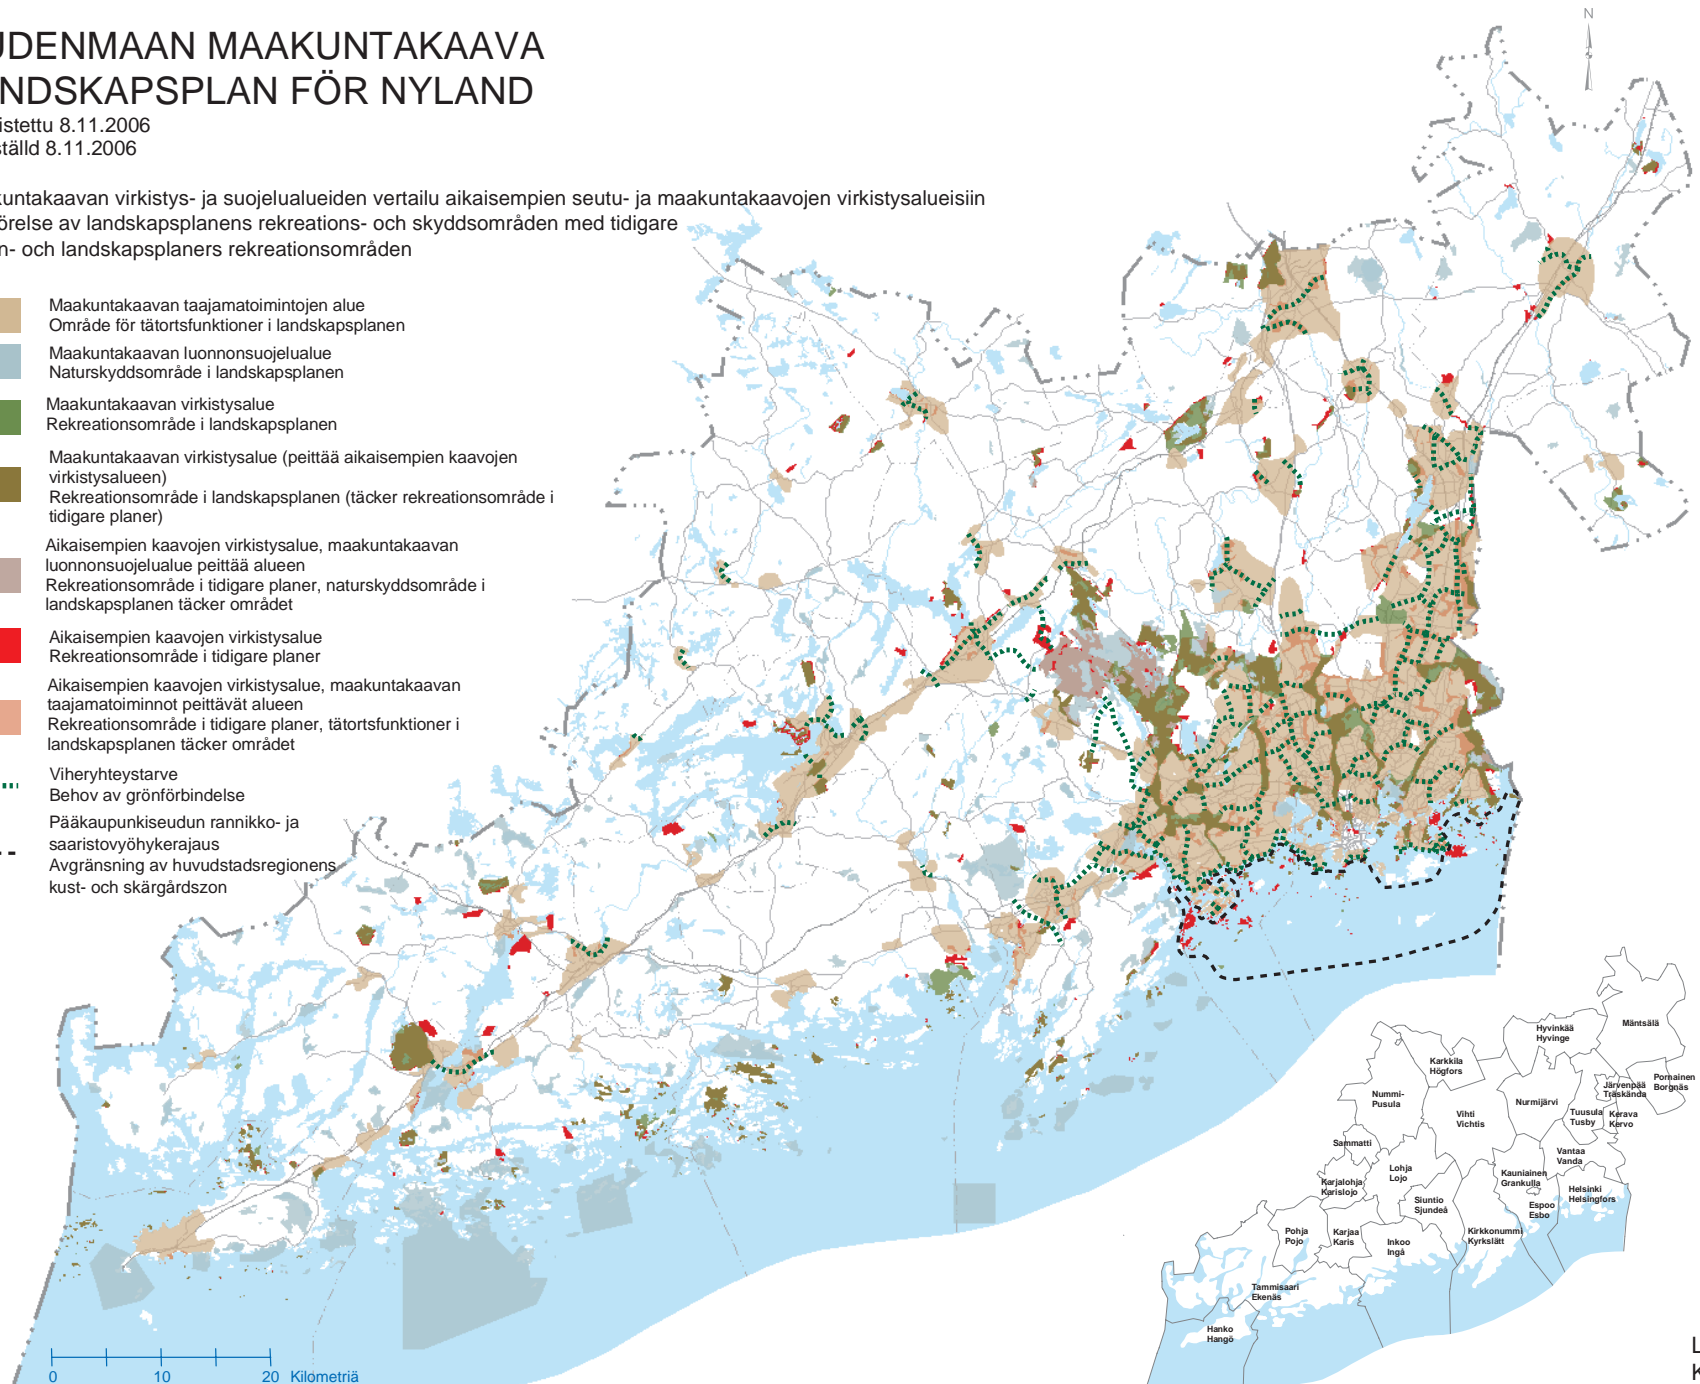 UDENMAAN MAAKUNTAKAAVA
NDSKAPSPLAN FÖR NYLAND
istettu 8.11.2006
ställd 8.11.2006
kuntakaavan virkistys- ja suojelualueiden vertailu aikaisempien seutu- ja maakuntakaavojen virkistysalueisiin
örelse av landskapsplanens rekreations- och skyddsområden med tidigare
n- och landskapsplaners rekreationsområden
Maakuntakaavan taajamatoimintojen alue
Område för tätortsfunktioner i landskapsplanen
Maakuntakaavan luonnonsuojelualue
Naturskyddsområde i landskapsplanen
Maakuntakaavan virkistysalue
Rekreationsområde i landskapsplanen
Maakuntakaavan virkistysalue (peittää aikaisempien kaavojen
virkistysalueen)
Rekreationsområde i landskapsplanen (täcker rekreationsområde i
tidigare planer)
Aikaisempien kaavojen virkistysalue, maakuntakaavan
luonnonsuojelualue peittää alueen
Rekreationsområde i tidigare planer, naturskyddsområde i
landskapsplanen täcker området
Aikaisempien kaavojen virkistysalue
Rekreationsområde i tidigare planer
Aikaisempien kaavojen virkistysalue, maakuntakaavan
taajamatoiminnot peittävät alueen
Rekreationsområde i tidigare planer, tätortsfunktioner i
landskapsplanen täcker området
Viheryhteystarve
Behov av grönförbindelse
Pääkaupunkiseudun rannikko- ja
saaristovyöhykerajaus
Avgränsning av huvudstadsregionens
kust- och skärgårdszon
N
Mäntsälä
Hyvinkää
Hyvinge
Karkkila
Högfors
Pornainen
Borgnäs
Järvenpää
Träskända
Nummi-
Pusula
Nurmijärvi
Vihti
Vichtis
Tuusula
Tusby
Kerava
Kervo
Sammatti
Vantaa
Vanda
Lohja
Lojo
Kauniainen
Grankulla
Karjalohja
Karislojo
Helsinki
Helsingfors
Siuntio
Sjundeå
Espoo
Esbo
Pohja
Pojo
Karjaa
Karis
Kirkkonummi
Kyrkslätt
Inkoo
Ingå
Tammisaari
Ekenäs
Hanko
Hangö
0 10 20 Kilometriä
L
K